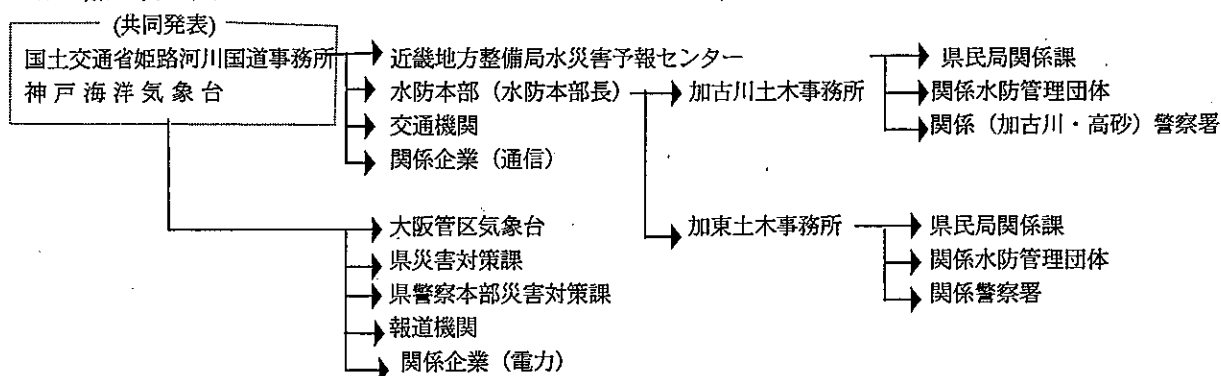 (共同発表)
国土交通省姫路河川国道事務所
神戸海洋気象台
近畿地方整備局水災害予報センター
水防本部（水防本部長）
交通機関
関係企業（通信）
加古川土木事務所
県民局関係課
関係水防管理団体
関係（加古川・高砂）警察署
大阪管区気象台
県災害対策課
県警察本部災害対策課
報道機関
関係企業（電力）
加東土木事務所
県民局関係課
関係水防管理団体
関係警察署